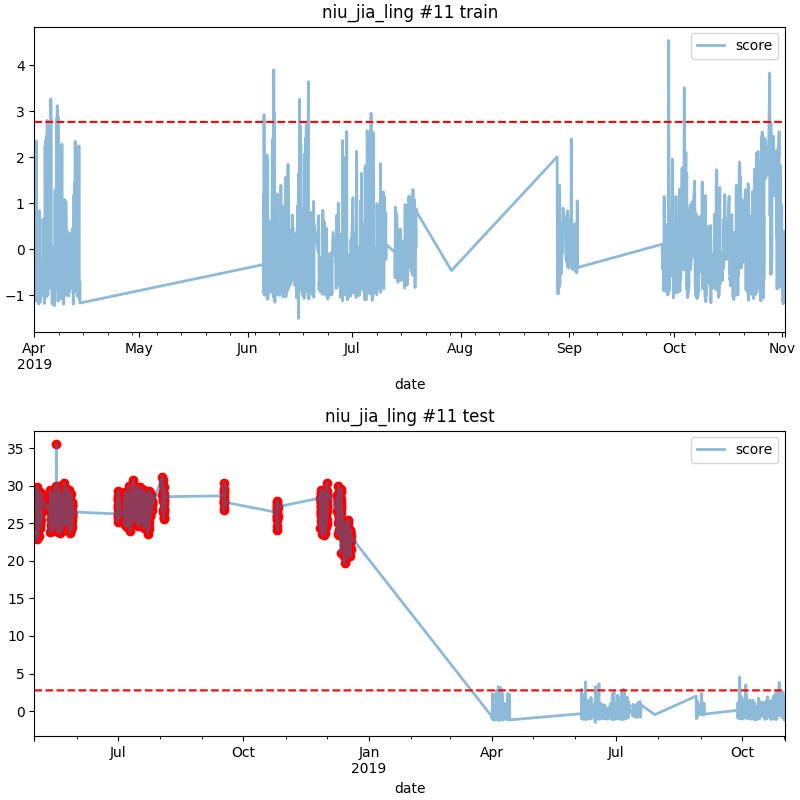 niu_jia_ling #11 train
score
4
3
2
1
0
−1
Apr May Jun Jul Aug Sep Oct Nov
2019
date
niu_jia_ling #11 test
score
35
30
25
20
15
10
5
0
Jul Oct Jan Apr Jul Oct
2019
date